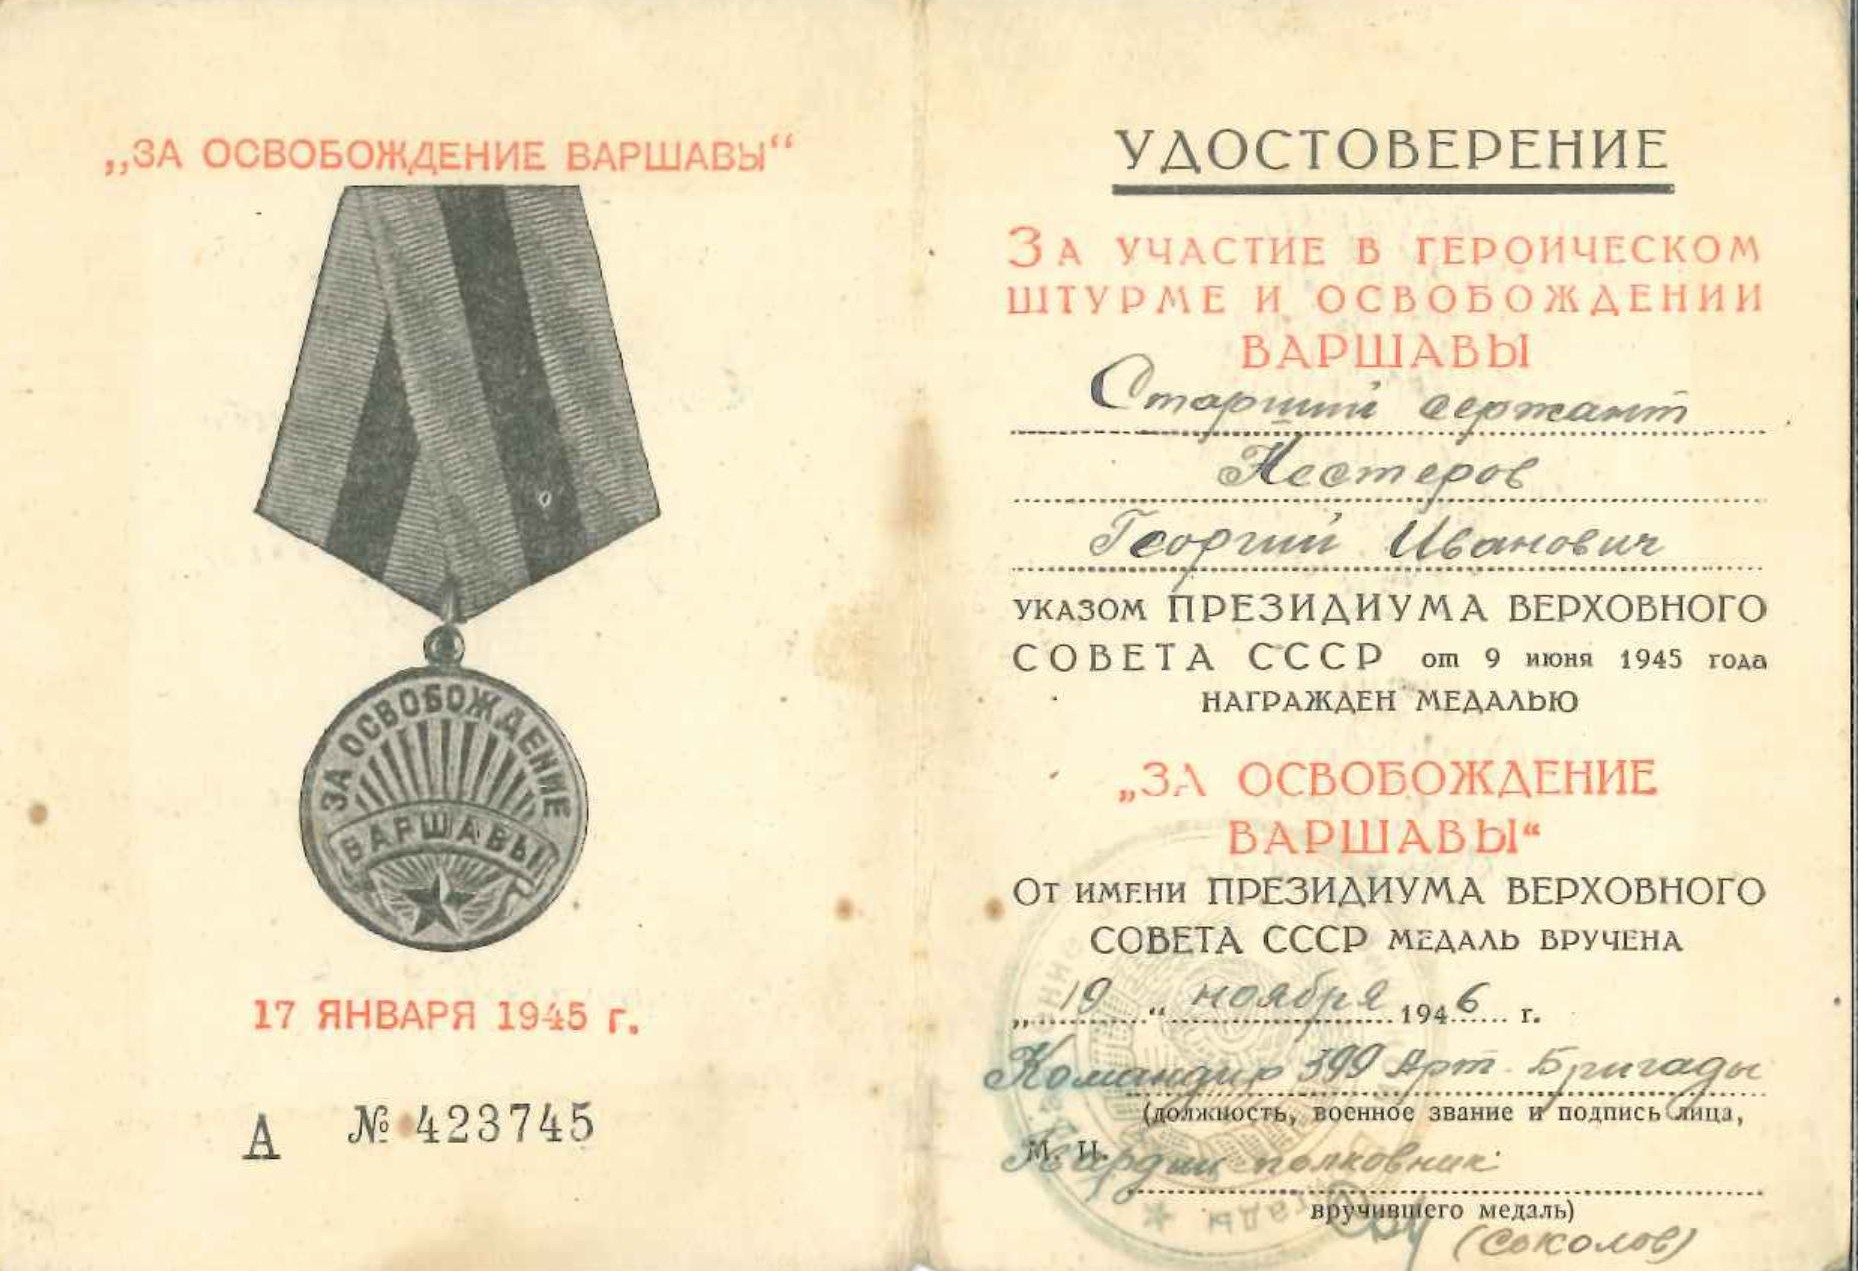 „ЗА ОСВОБОЖДЕНИЕ ВАРШАВЫ“
ЗА ОСВОБОЖДЕНИЕ
ВАРШАВЫ
17 ЯНВАРЯ 1945 г.
А № 423745
УДОСТОВЕРЕНИЕ
ЗА УЧАСТИЕ В ГЕРОИЧЕСКОМ
ШТУРМЕ И ОСВОБОЖДЕНИИ
ВАРШАВЫ
Старший сержант
Нестеров
Георгий Иванович
УКАЗОМ ПРЕЗИДИУМА ВЕРХОВНОГО
СОВЕТА СССР от 9 июня 1945 года
НАГРАЖДЕН МЕДАЛЬЮ
„ЗА ОСВОБОЖДЕНИЕ
ВАРШАВЫ“
ОТ ИМЕНИ ПРЕЗИДИУМА ВЕРХОВНОГО
СОВЕТА СССР МЕДАЛЬ ВРУЧЕНА
„19“ ноября 1946 г.
Командир 399 Арт. Бригады
(должность, военное звание и подпись лица,
М. П.
Гвардии полковник
вручившего медаль)
(Соколов)